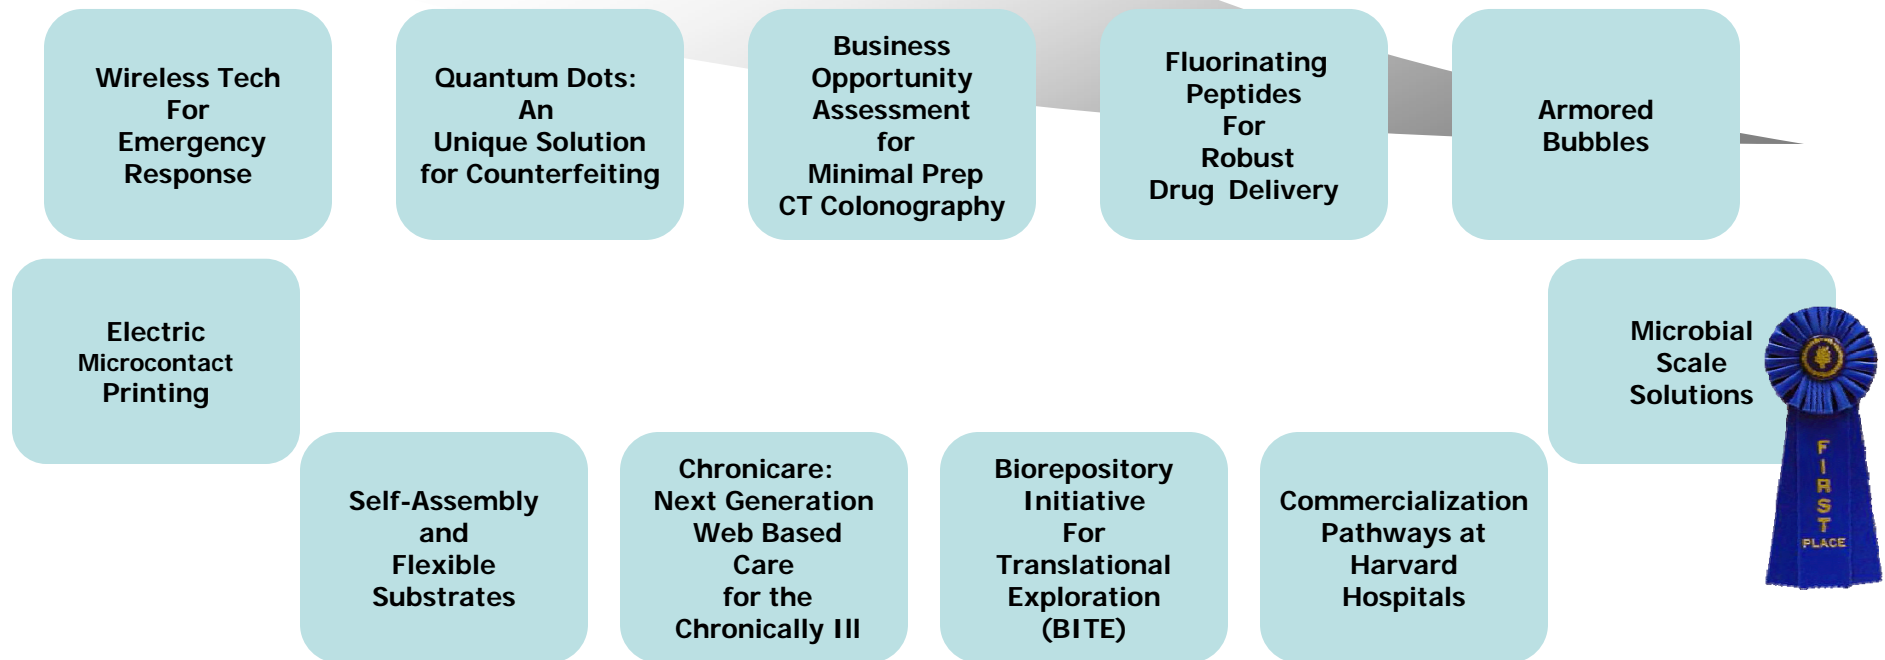 Wireless Tech
For
Emergency
Response
Quantum Dots:
An
Unique Solution
for Counterfeiting
Business
Opportunity
Assessment
for
Minimal Prep
CT Colonography
Fluorinating
Peptides
For
Robust
Drug Delivery
Armored
Bubbles
Electric
Microcontact
Printing
Microbial
Scale
Solutions
FIRST
PLACE
Self-Assembly
and
Flexible
Substrates
Chronicare:
Next Generation
Web Based
Care
for the
Chronically Ill
Biorepository
Initiative
For
Translational
Exploration
(BITE)
Commercialization
Pathways at
Harvard
Hospitals